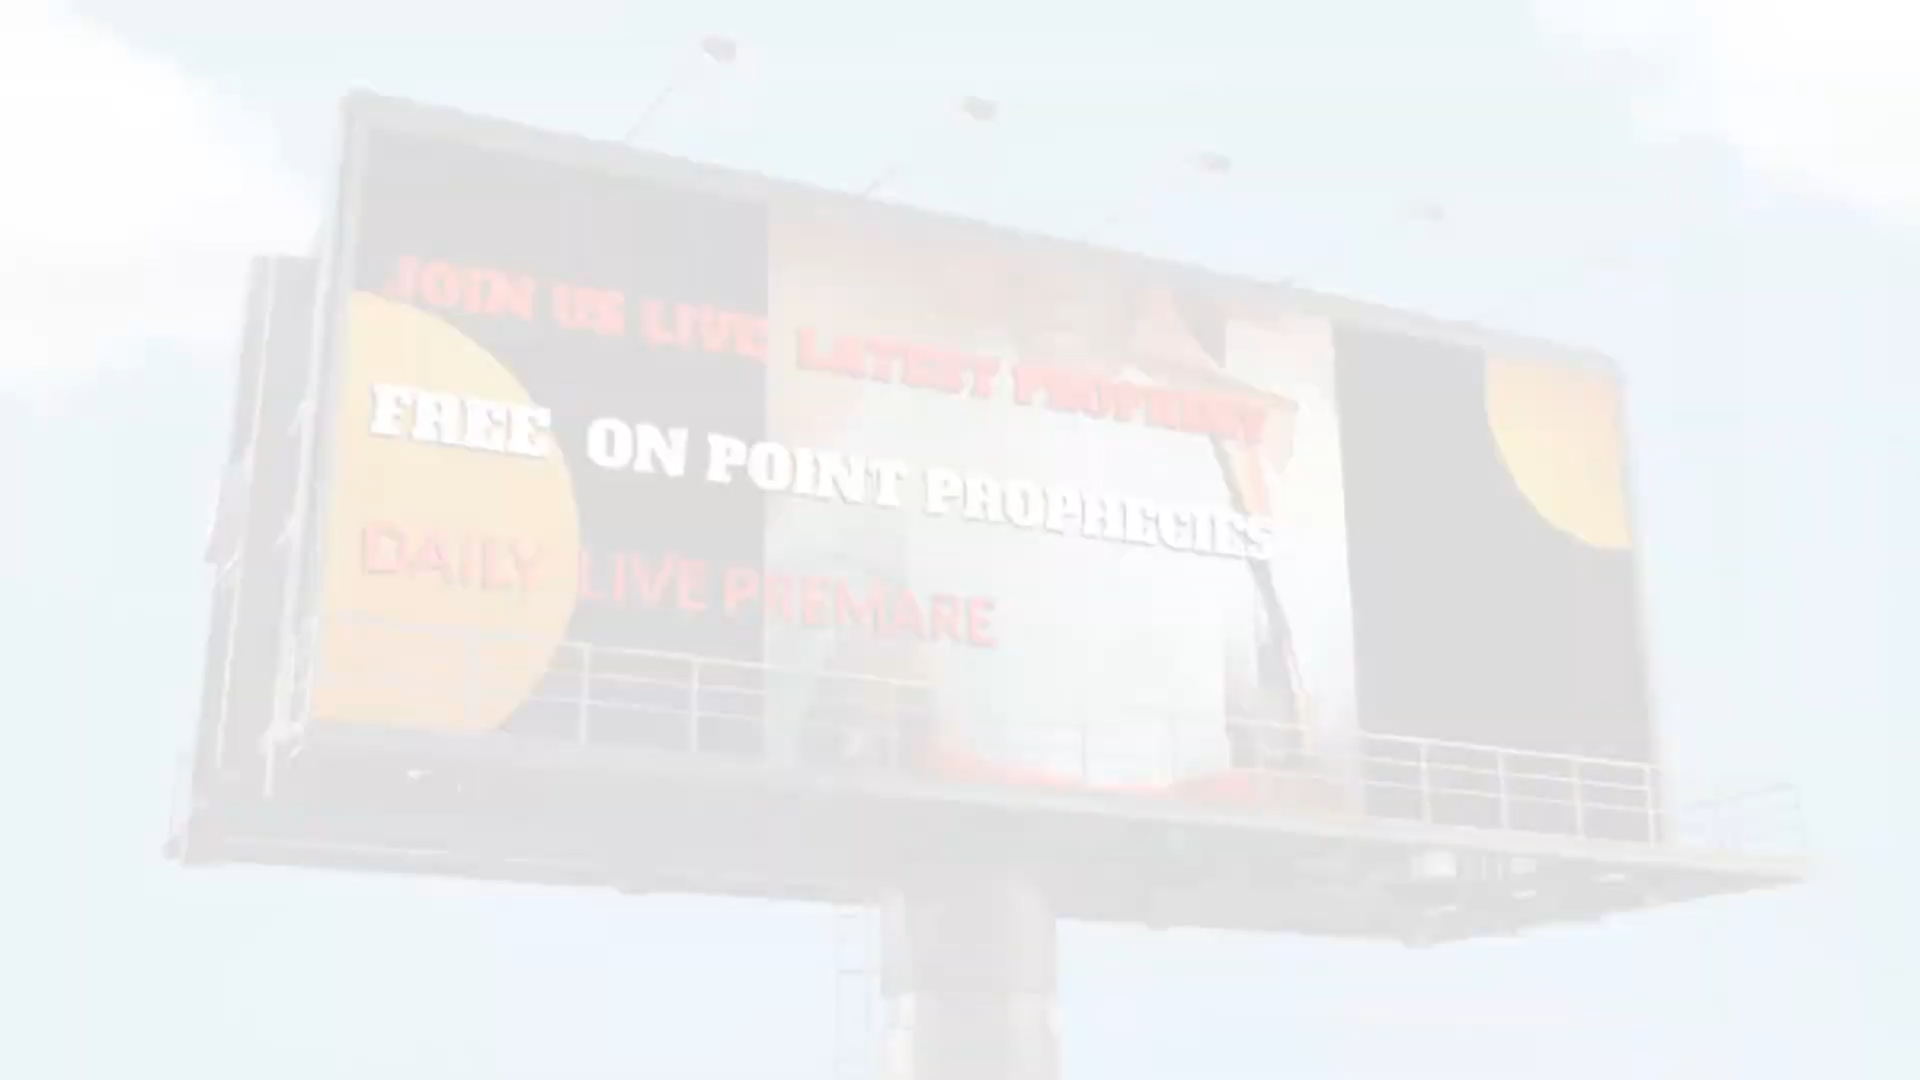 JOIN US LIVE LATEST PROPHECY
FREE ON POINT PROPHECIES
DAILY LIVE PREMARE